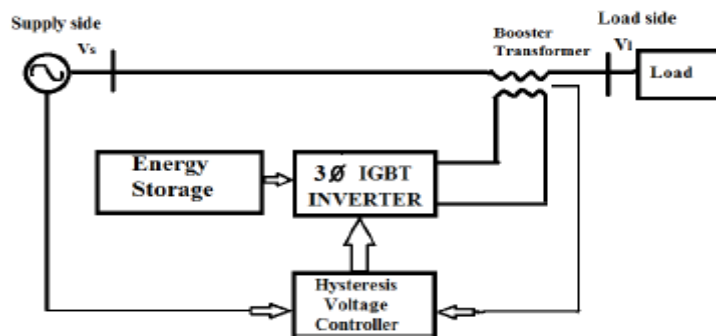 Supply side
Vs
Booster
Transformer
Load side
Vl
Load
Energy
Storage
3Ø IGBT
INVERTER
Hysteresis
Voltage
Controller